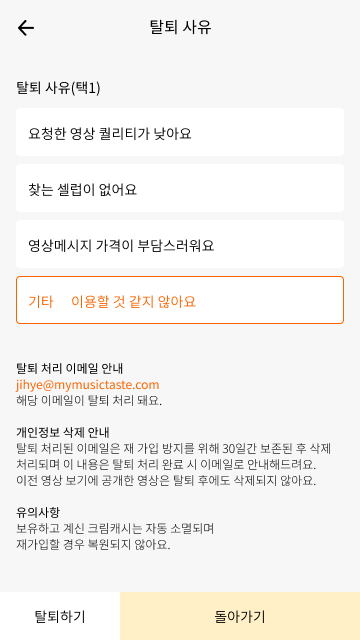 탈퇴 사유
탈퇴 사유(택1)
요청한 영상 퀄리티가 낮아요
찾는 셀럽이 없어요
영상메시지 가격이 부담스러워요
기타 이용할 것 같지 않아요
탈퇴 처리 이메일 안내
jihye@mymusictaste.com
해당 이메일이 탈퇴 처리 돼요.
개인정보 삭제 안내
탈퇴 처리된 이메일은 재 가입 방지를 위해 30일간 보존된 후 삭제
처리되며 이 내용은 탈퇴 처리 완료 시 이메일로 안내해드려요.
이전 영상 보기에 공개한 영상은 탈퇴 후에도 삭제되지 않아요.
유의사항
보유하고 계신 크림캐시는 자동 소멸되며
재가입할 경우 복원되지 않아요.
탈퇴하기
돌아가기